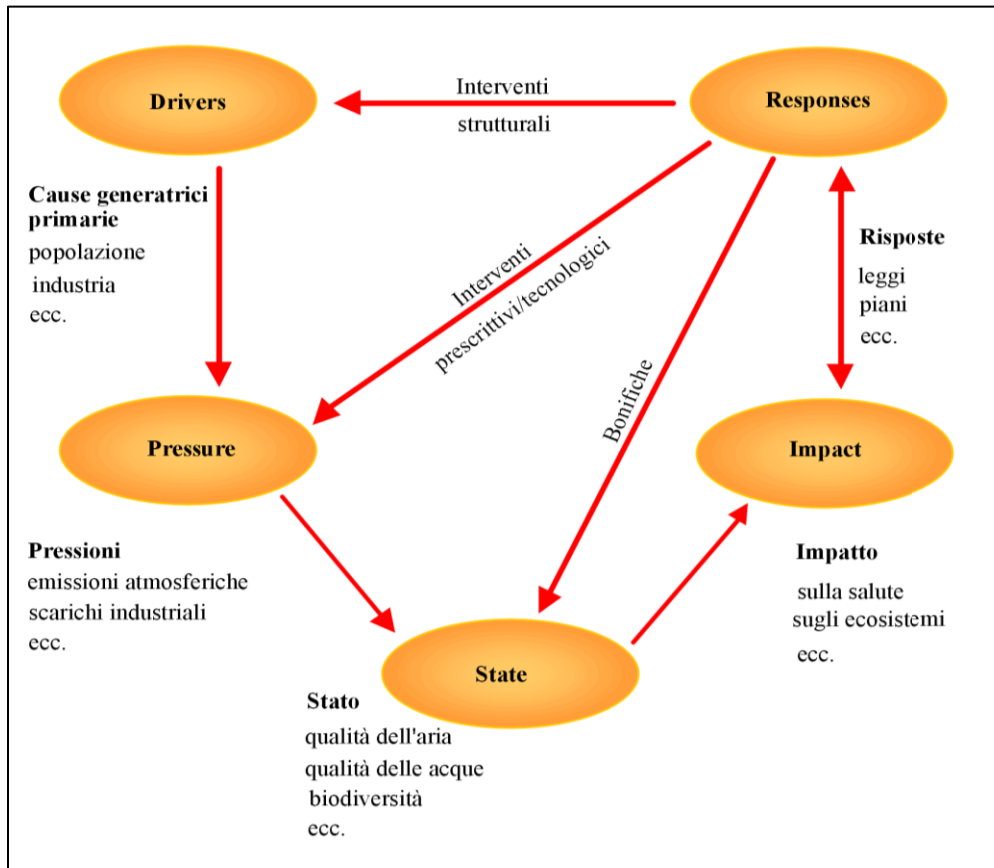 Drivers
Interventi
strutturali
Responses
Cause generatrici
primarie
popolazione
industria
ecc.
Interventi
prescrittivi/tecnologici
Bonifiche
Risposte
leggi
piani
ecc.
Pressure
Impact
Pressioni
emissioni atmosferiche
scarichi industriali
ecc.
Impatto
sulla salute
sugli ecosistemi
ecc.
State
Stato
qualità dell'aria
qualità delle acque
biodiversità
ecc.